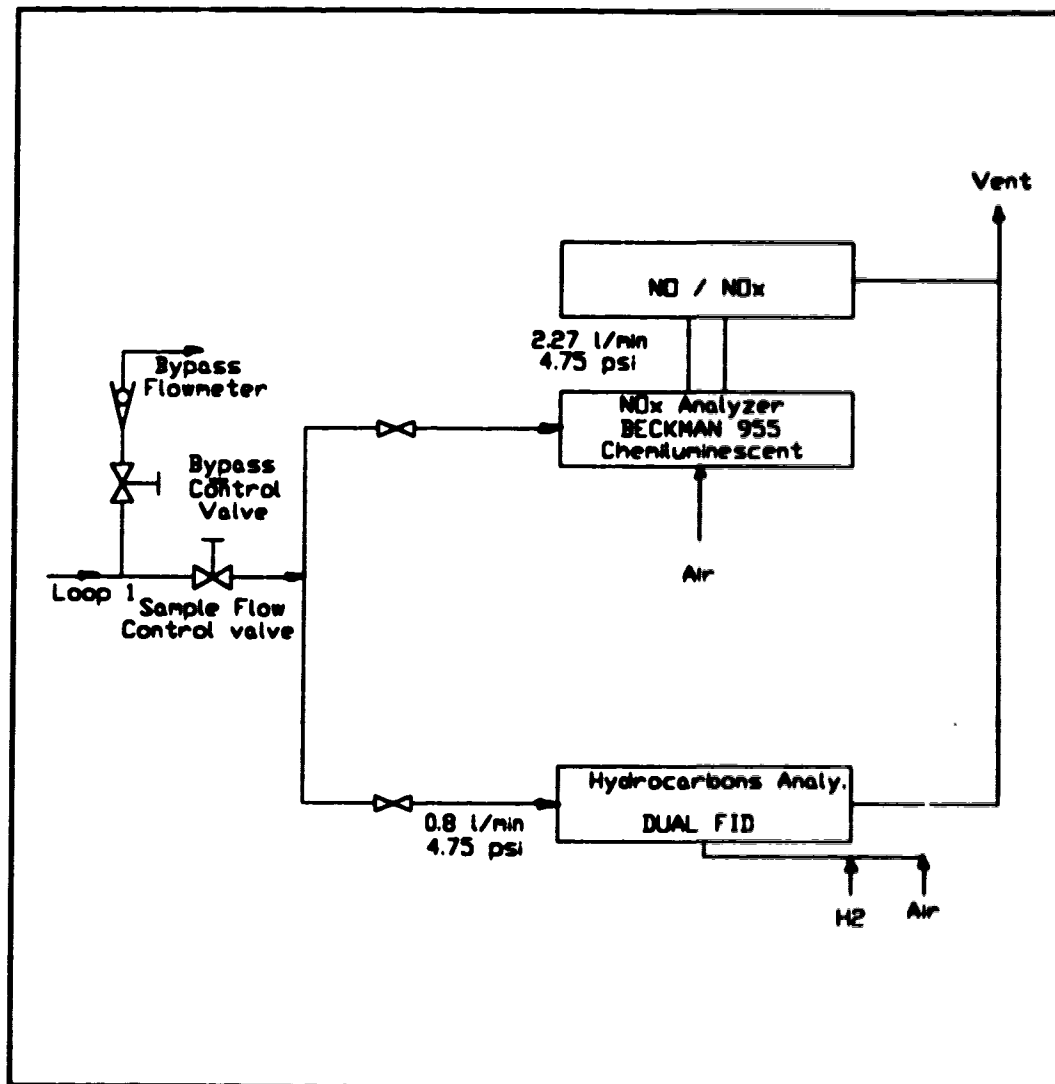 Vent
NO / NOx
2.27 l/min
4.75 psi
Bypass
Flowmeter
NOx Analyzer
BECKMAN 955
Chemiluminescent
Bypass
Control
Valve
Air
Loop 1
Sample Flow
Control valve
Hydrocarbons Analy.
DUAL FID
0.8 l/min
4.75 psi
H2
Air